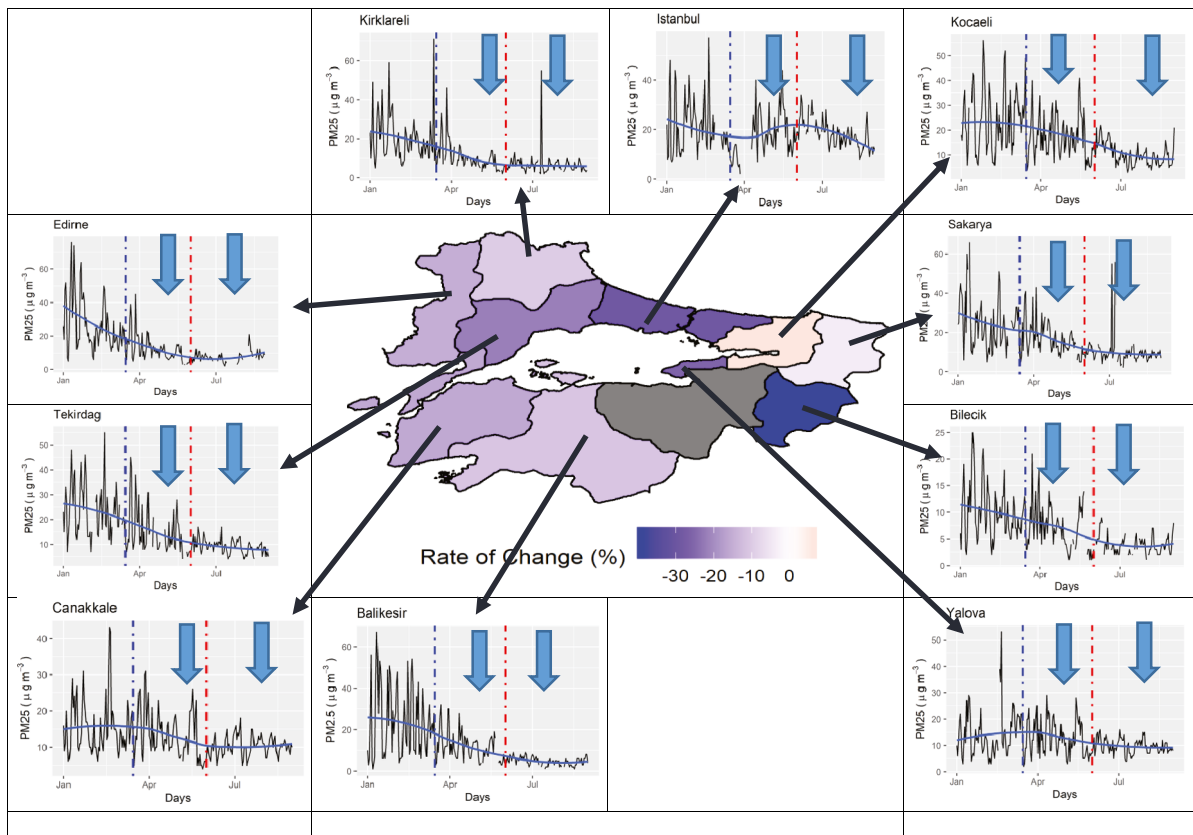 Kirklareli
PM25 ( μ g m⁻³ )
60
40
20
0
Jan Apr Jul
Days
Istanbul
PM25 ( μ g m⁻³ )
40
20
0
Jan Apr Jul
Days
Kocaeli
PM25 ( μ g m⁻³ )
50
40
30
20
10
Jan Apr Jul
Days
Edirne
PM25 ( μ g m⁻³ )
60
40
20
0
Jan Apr Jul
Days
Sakarya
PM25 ( μ g m⁻³ )
60
40
20
0
Jan Apr Jul
Days
Tekirdag
PM25 ( μ g m⁻³ )
50
40
30
20
10
Jan Apr Jul
Days
Bilecik
PM25 ( μ g m⁻³ )
25
20
15
10
5
0
Jan Apr Jul
Days
Rate of Change (%)
-30 -20 -10 0
Canakkale
PM25 ( μ g m⁻³ )
40
30
20
10
Jan Apr Jul
Days
Balikesir
PM2.5 ( μ g m⁻³ )
60
40
20
0
Jan Apr Jul
Days
Yalova
PM25 ( μ g m⁻³ )
50
40
30
20
10
0
Jan Apr Jul
Days